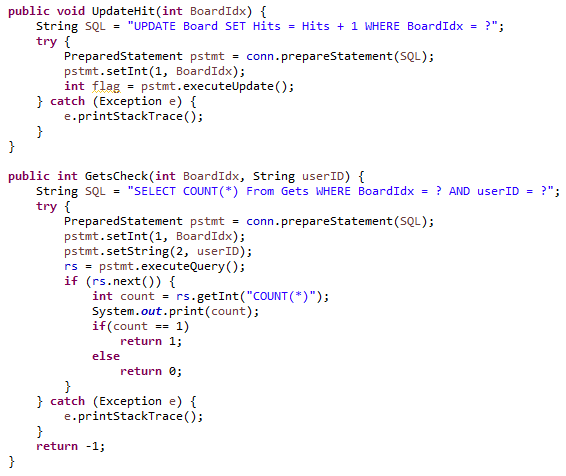 public void UpdateHit(int BoardIdx) {
    String SQL = "UPDATE Board SET Hits = Hits + 1 WHERE BoardIdx = ?";
    try {
        PreparedStatement pstmt = conn.prepareStatement(SQL);
        pstmt.setInt(1, BoardIdx);
        int flag = pstmt.executeUpdate();
    } catch (Exception e) {
        e.printStackTrace();
    }
}
public int GetsCheck(int BoardIdx, String userID) {
    String SQL = "SELECT COUNT(*) From Gets WHERE BoardIdx = ? AND userID = ?";
    try {
        PreparedStatement pstmt = conn.prepareStatement(SQL);
        pstmt.setInt(1, BoardIdx);
        pstmt.setString(2, userID);
        rs = pstmt.executeQuery();
        if (rs.next()) {
            int count = rs.getInt("COUNT(*)");
            System.out.print(count);
            if(count == 1)
                return 1;
            else
                return 0;
        }
    } catch (Exception e) {
        e.printStackTrace();
    }
    return -1;
}